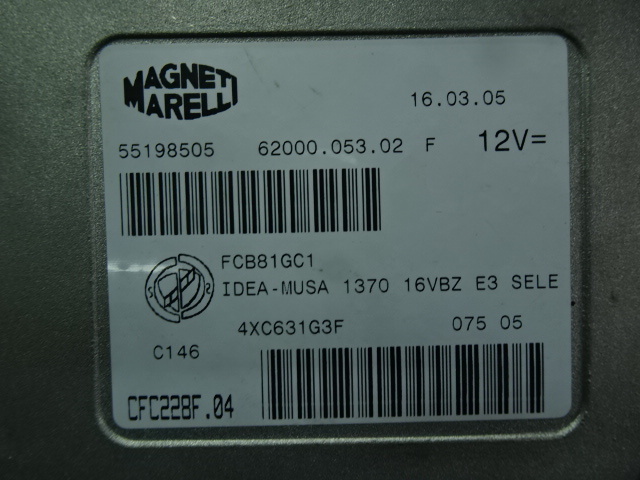 MAGNETI
MARELLI
16.03.05
55198505 62000.053.02 F 12V=
FCB81GC1
IDEA-MUSA 1370 16VBZ E3 SELE
4XC631G3F 075 05
C146
CFC228F.04